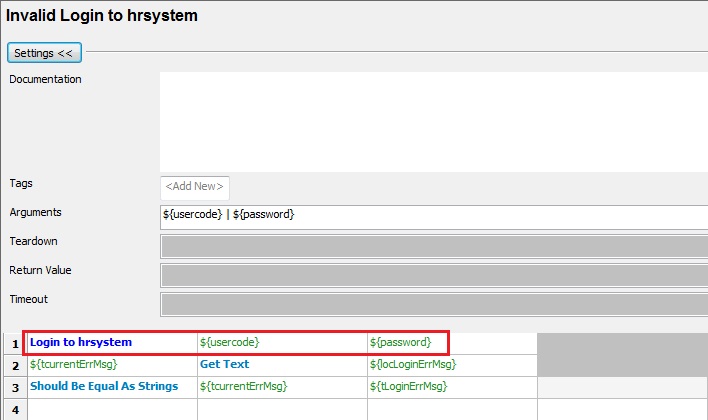 Invalid Login to hrsystem
Settings <<
Documentation
Tags <Add New>
Arguments ${usercode} | ${password}
Teardown
Return Value
Timeout
1 Login to hrsystem ${usercode} ${password}
2 ${tcurrentErrMsg} Get Text ${locLoginErrMsg}
3 Should Be Equal As Strings ${tcurrentErrMsg} ${tLoginErrMsg}
4